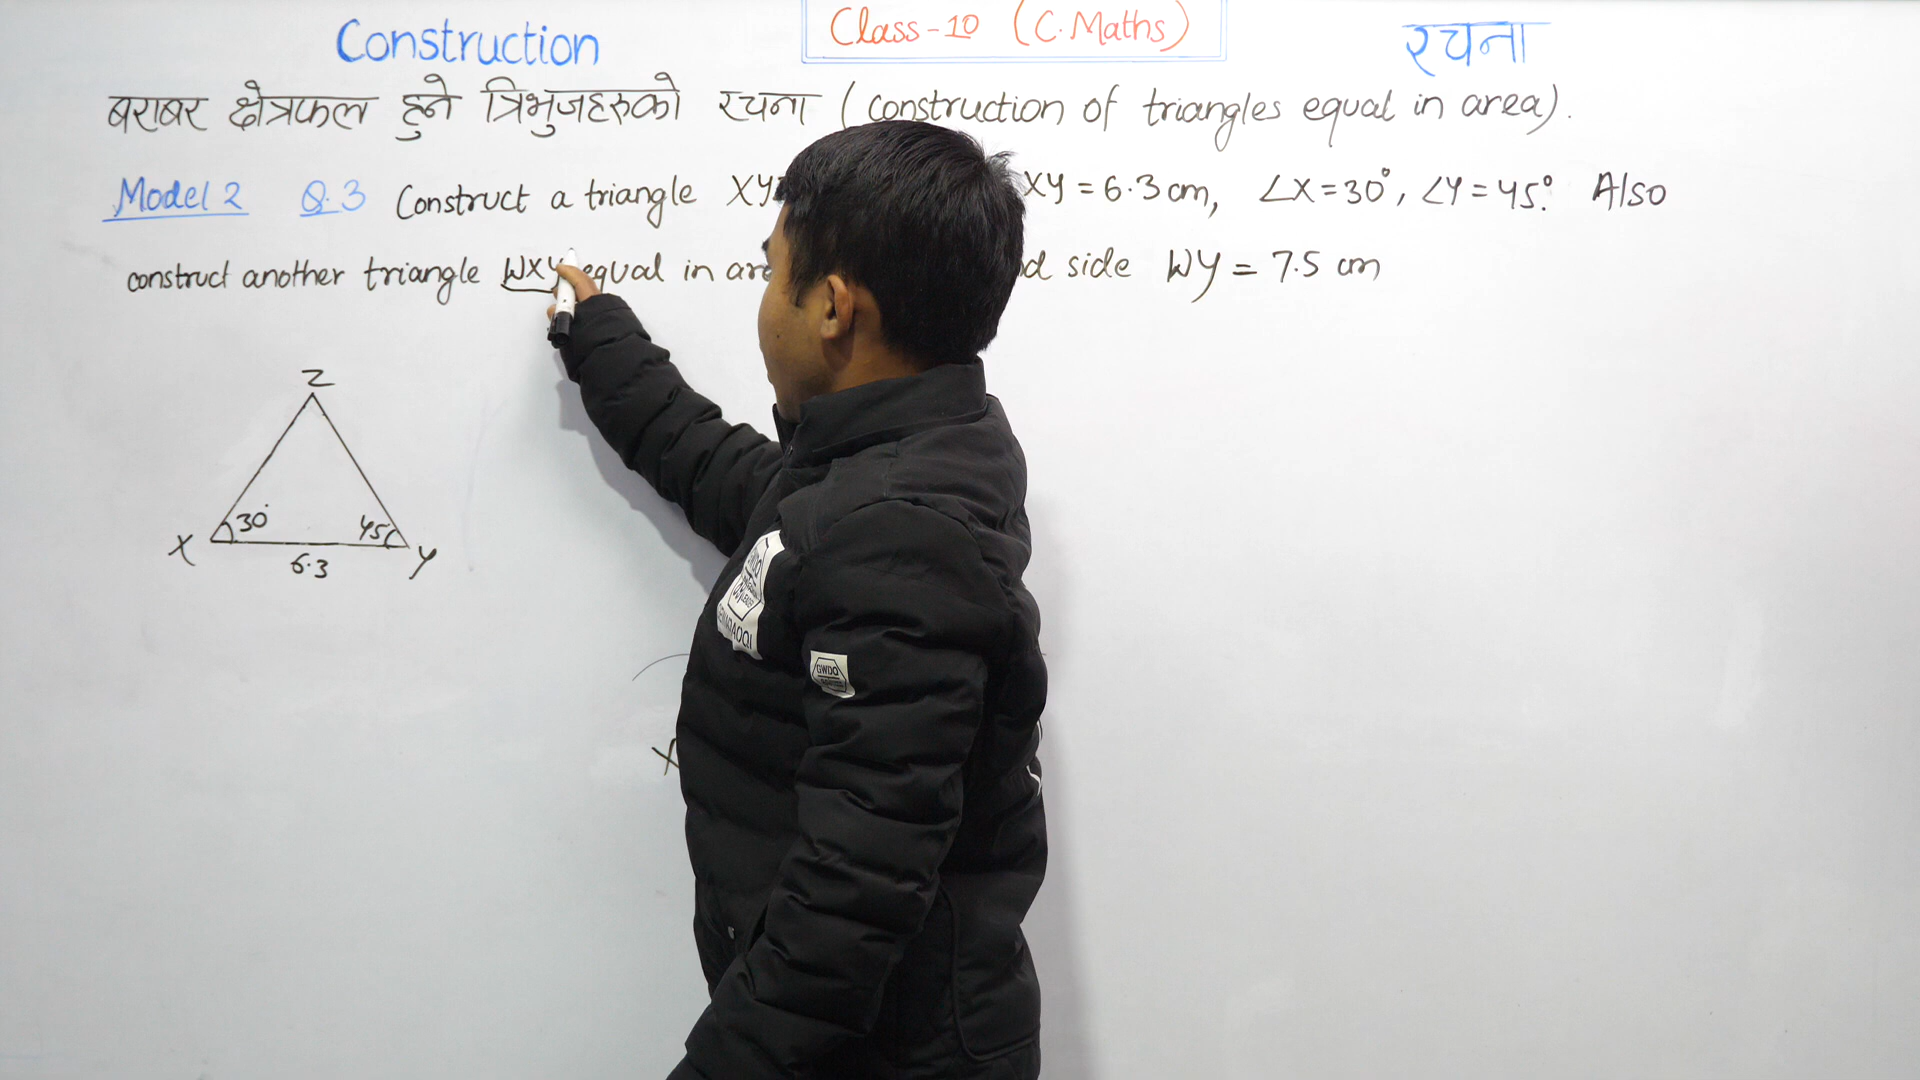 Construction
Class-10 (C.Maths)
रचना
बराबर क्षेत्रफल हुने त्रिभुजहरुको रचना (construction of triangles equal in area).
Model 2 Q.3 Construct a triangle XY XY = 6.3 cm, ∠X = 30°, ∠Y = 45°. Also
construct another triangle WXY equal in are d side WY = 7.5 cm
Z
30°
45°
X
6.3
Y
X
GWDQ